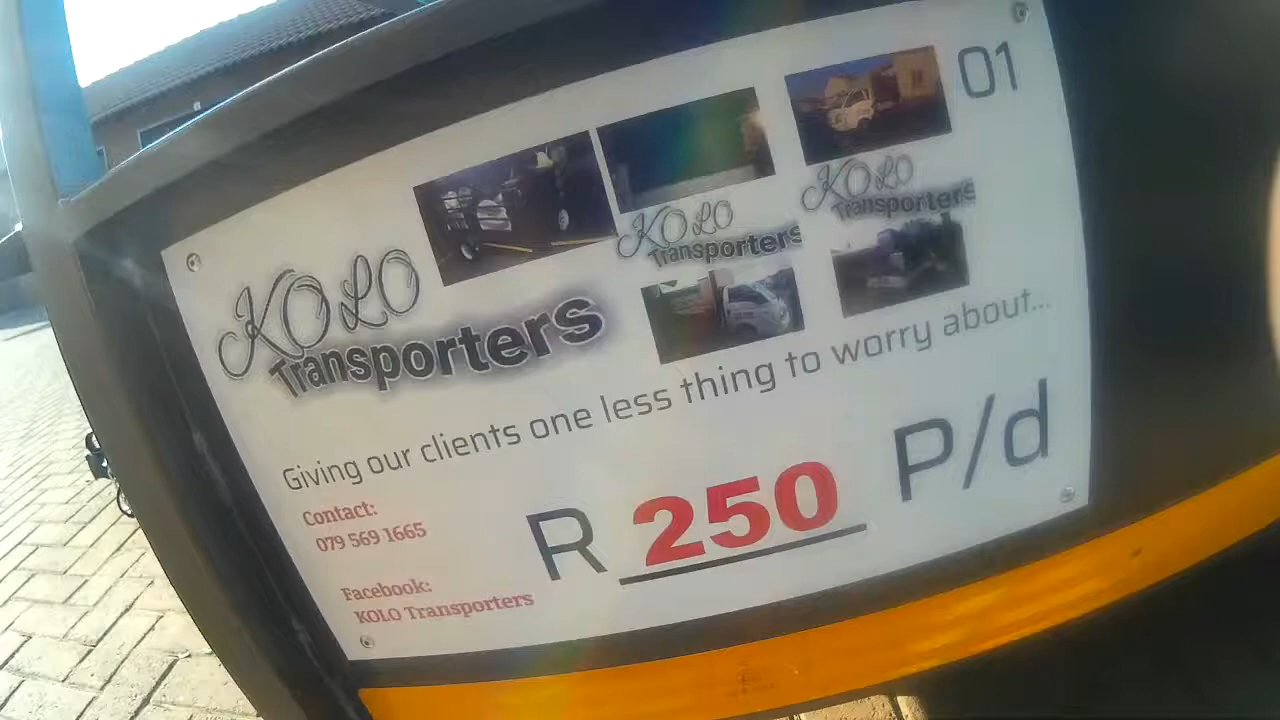 01
KOLO
Transporters
KOLO
Transporters
KOLO
Transporters
Giving our clients one less thing to worry about...
Contact:
079 569 1665
Facebook:
KOLO Transporters
R 250 P/d